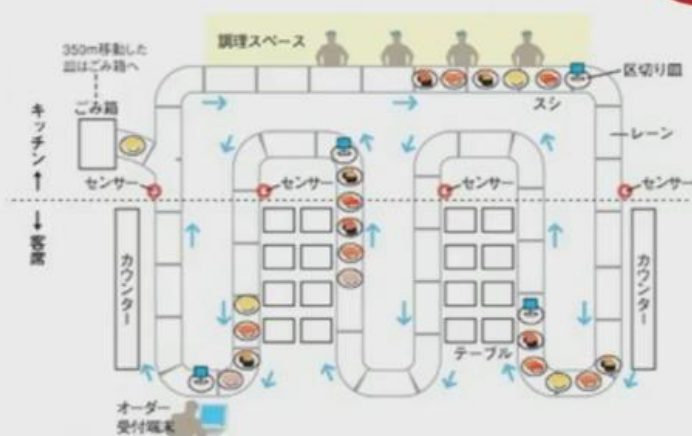 調理スペース
350m移動した
皿はごみ箱へ
ごみ箱
区切り皿
スシ
レーン
キッチン
センサー
センサー
センサー
センサー
客席
カウンター
カウンター
テーブル
オーダー
受付端末